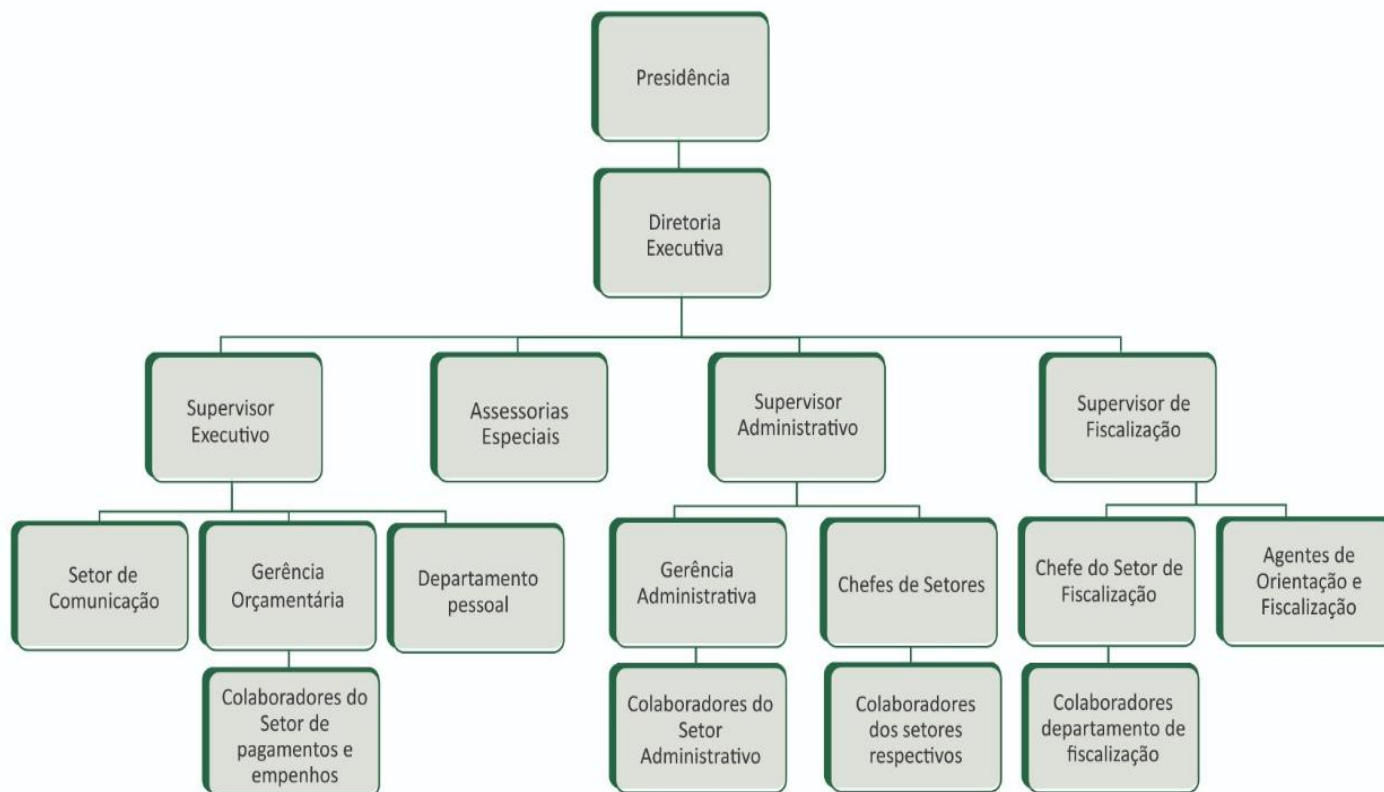 Presidência
Diretoria
Executiva
Supervisor
Executivo
Assessorias
Especiais
Supervisor
Administrativo
Supervisor de
Fiscalização
Setor de
Comunicação
Gerência
Orçamentária
Departamento
pessoal
Gerência
Administrativa
Chefes de Setores
Chefe do Setor de
Fiscalização
Agentes de
Orientação e
Fiscalização
Colaboradores do
Setor de
pagamentos e
empenhos
Colaboradores do
Setor
Administrativo
Colaboradores
dos setores
respectivos
Colaboradores
departamento de
fiscalização